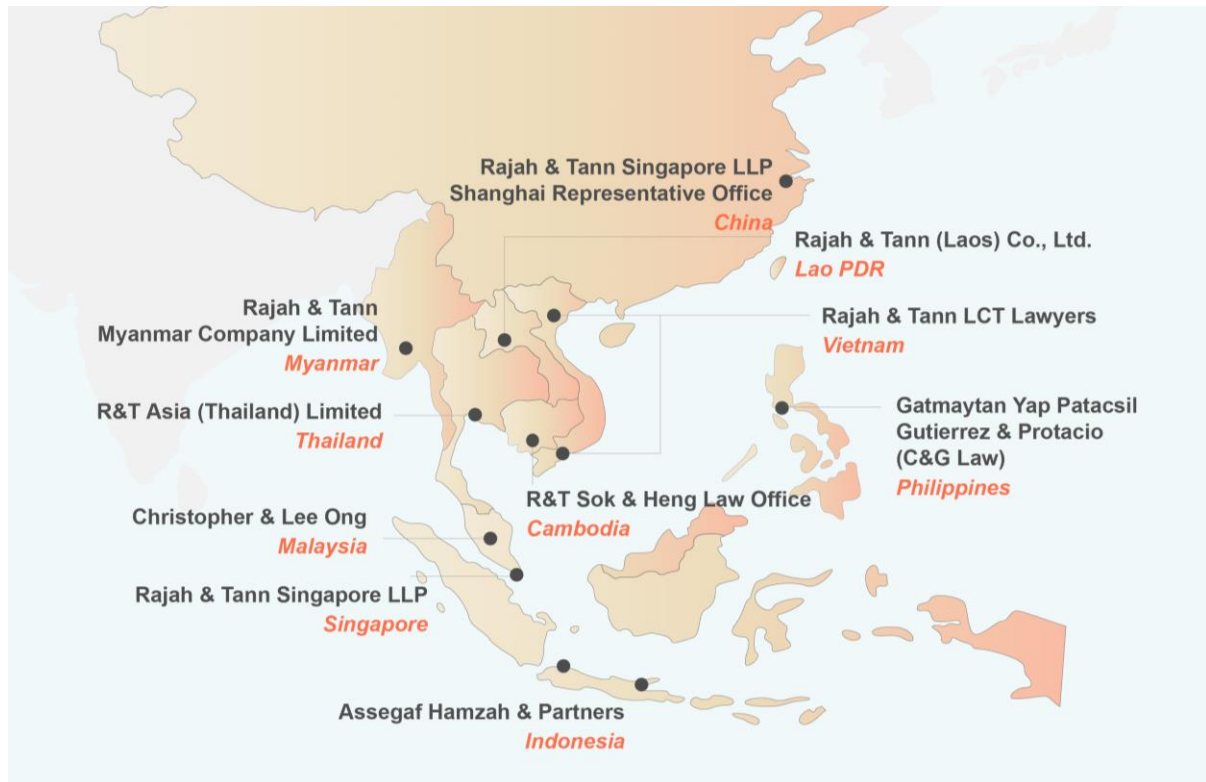 Rajah & Tann Singapore LLP
Shanghai Representative Office
China
Rajah & Tann (Laos) Co., Ltd.
Lao PDR
Rajah & Tann
Myanmar Company Limited
Myanmar
Rajah & Tann LCT Lawyers
Vietnam
R&T Asia (Thailand) Limited
Thailand
Gatmaytan Yap Patacsil
Gutierrez & Protacio
(C&G Law)
Philippines
R&T Sok & Heng Law Office
Cambodia
Christopher & Lee Ong
Malaysia
Rajah & Tann Singapore LLP
Singapore
Assegaf Hamzah & Partners
Indonesia